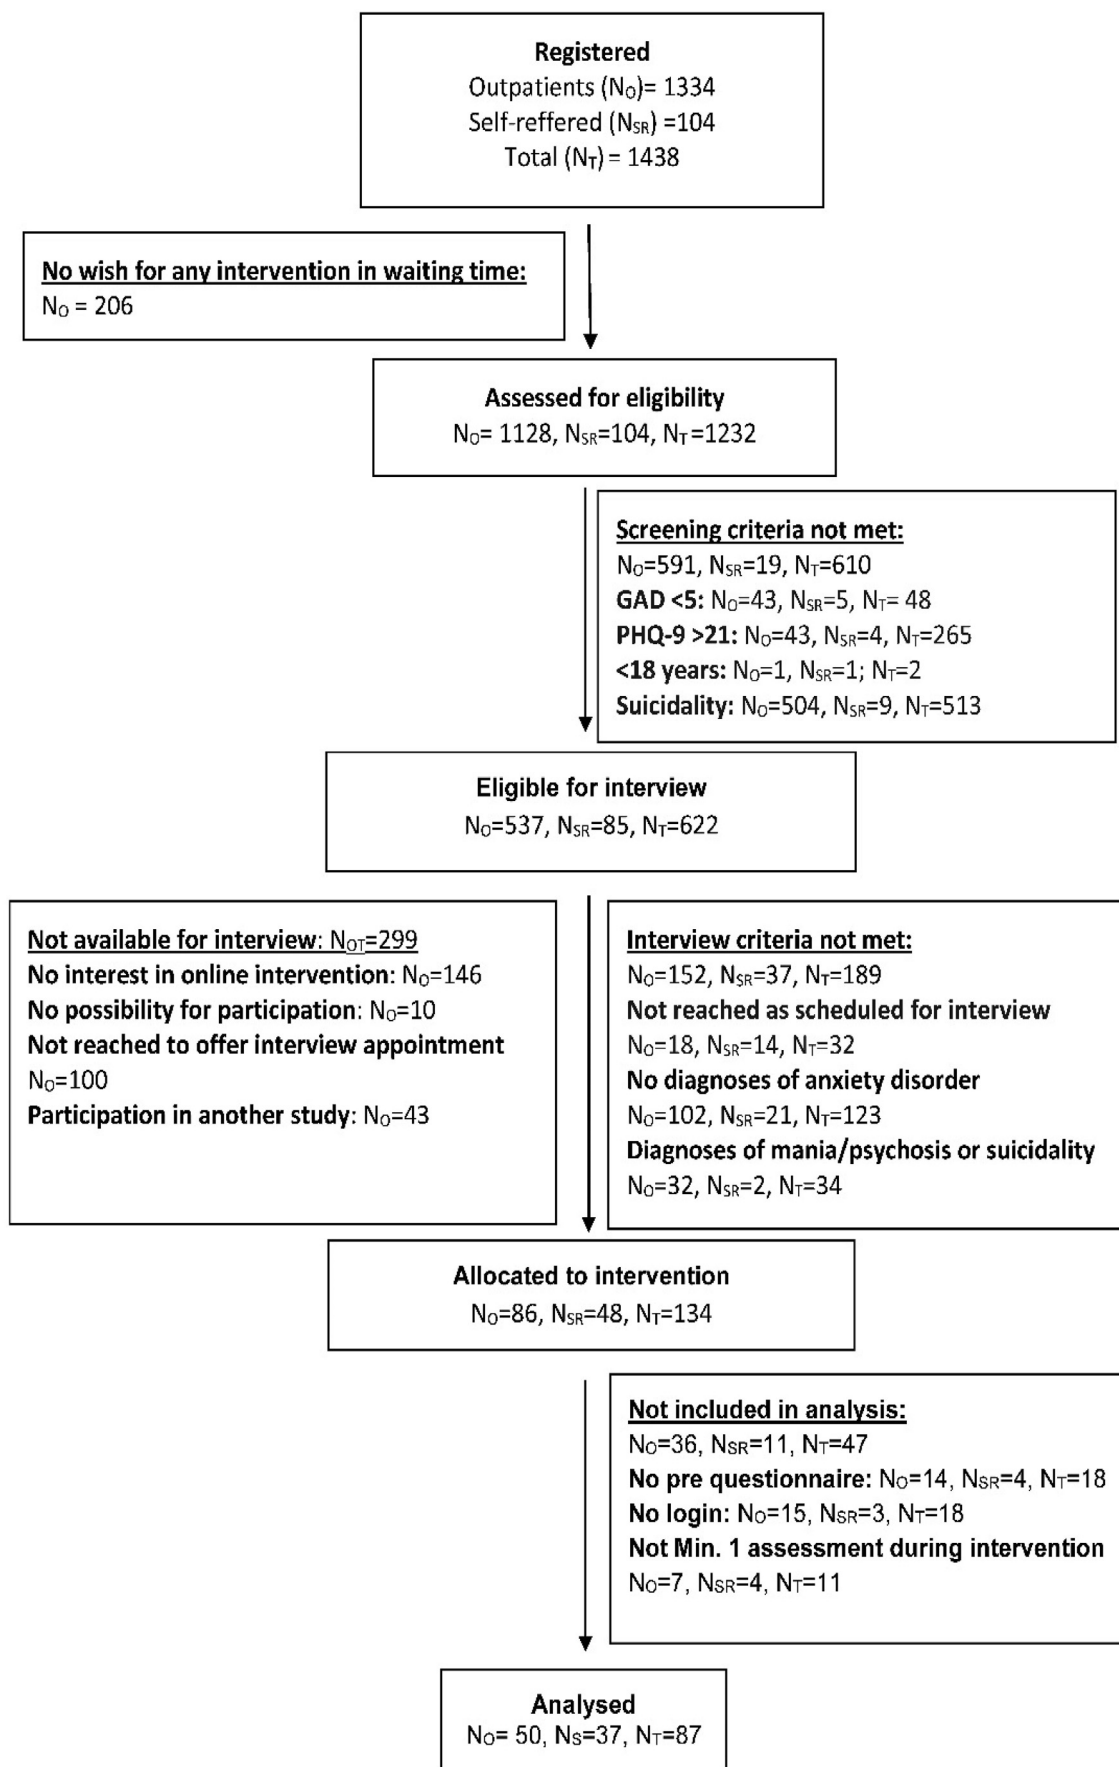 Registered
Outpatients (NO)= 1334
Self-reffered (NSR) =104
Total (NT) = 1438
No wish for any intervention in waiting time:
NO = 206
Assessed for eligibility
NO= 1128, NSR=104, NT =1232
Screening criteria not met:
NO=591, NSR=19, NT=610
GAD <5: NO=43, NSR=5, NT= 48
PHQ-9 >21: NO=43, NSR=4, NT=265
<18 years: NO=1, NSR=1; NT=2
Suicidality: NO=504, NSR=9, NT=513
Eligible for interview
NO=537, NSR=85, NT=622
Not available for interview: NOT=299
No interest in online intervention: NO=146
No possibility for participation: NO=10
Not reached to offer interview appointment
NO=100
Participation in another study: NO=43
Interview criteria not met:
NO=152, NSR=37, NT=189
Not reached as scheduled for interview
NO=18, NSR=14, NT=32
No diagnoses of anxiety disorder
NO=102, NSR=21, NT=123
Diagnoses of mania/psychosis or suicidality
NO=32, NSR=2, NT=34
Allocated to intervention
NO=86, NSR=48, NT=134
Not included in analysis:
NO=36, NSR=11, NT=47
No pre questionnaire: NO=14, NSR=4, NT=18
No login: NO=15, NSR=3, NT=18
Not Min. 1 assessment during intervention
NO=7, NSR=4, NT=11
Analysed
NO= 50, NS=37, NT=87